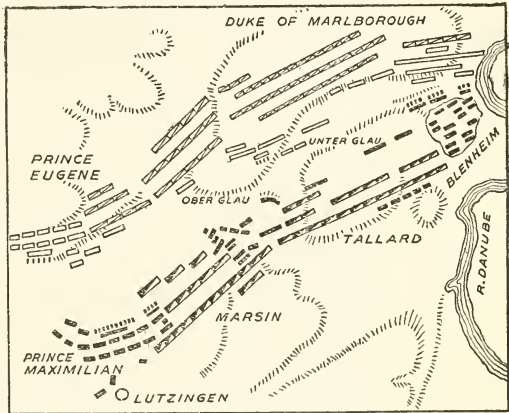 DUKE OF MARLBOROUGH
UNTER GLAU
PRINCE
EUGENE
OBER GLAU
BLENHEIM
TALLARD
R. DANUBE
MARSIN
PRINCE
MAXIMILIAN
LUTZINGEN